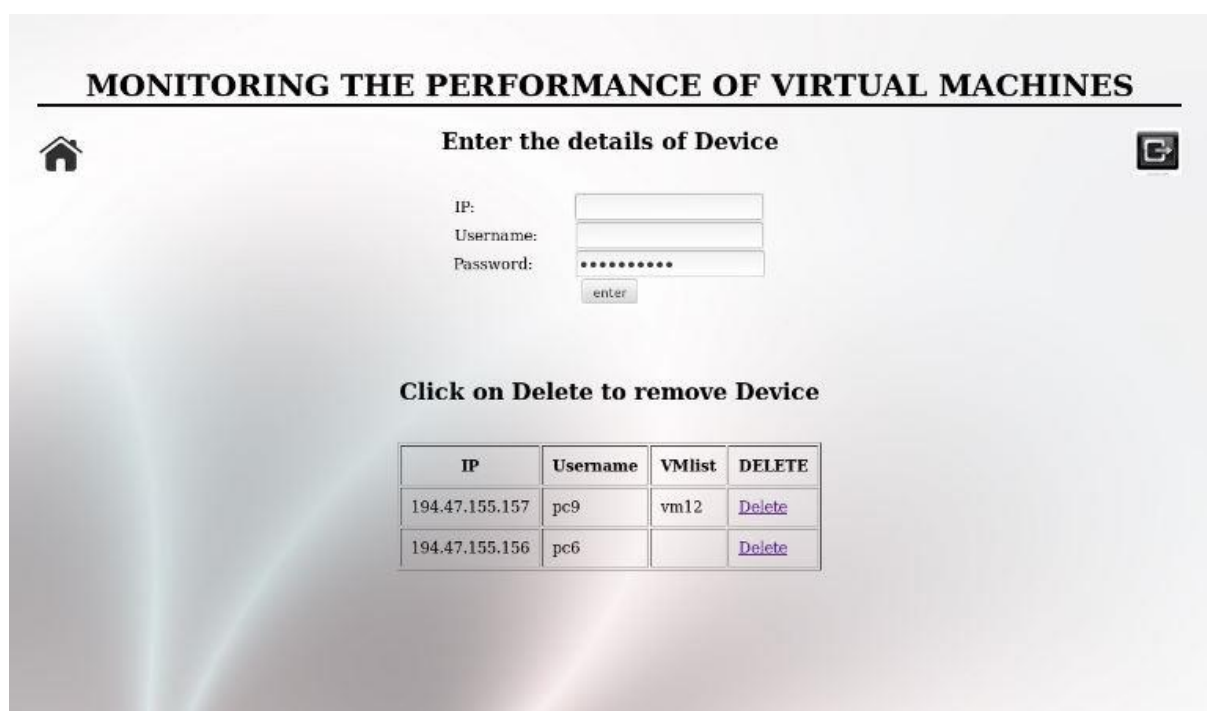 MONITORING THE PERFORMANCE OF VIRTUAL MACHINES
Enter the details of Device
IP:
Username:
Password: ••••••••••
enter
Click on Delete to remove Device
IP Username VMlist DELETE
194.47.155.157 pc9 vm12 Delete
194.47.155.156 pc6 Delete